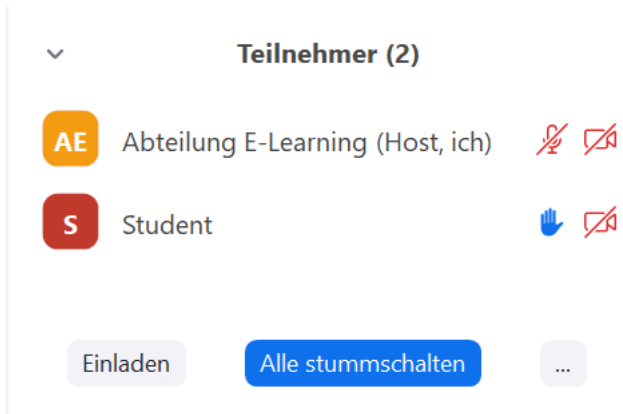 Teilnehmer (2)
AE Abteilung E-Learning (Host, ich)
S Student
Einladen Alle stummschalten ...